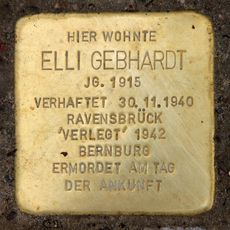 HIER WOHNTE
ELLI GEBHARDT
JG. 1915
VERHAFTET 30.11.1940
RAVENSBRÜCK
'VERLEGT' 1942
BERNBURG
ERMORDET AM TAG
DER ANKUNFT